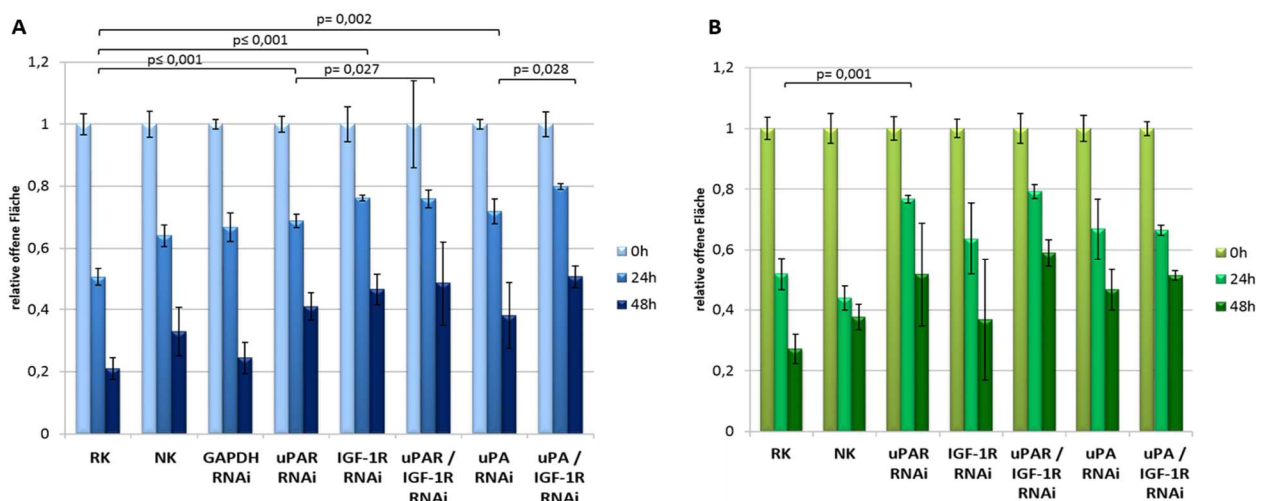 A
p= 0,002
p≤ 0,001
p≤ 0,001
p= 0,027
p= 0,028
relative offene Fläche
1,2
1
0,8
0,6
0,4
0,2
0
RK
NK
GAPDH
RNAi
uPAR
RNAi
IGF-1R
RNAi
uPAR /
IGF-1R
RNAi
uPA
RNAi
uPA /
IGF-1R
RNAi
0h
24h
48h
B
p= 0,001
relative offene Fläche
1,2
1
0,8
0,6
0,4
0,2
0
RK
NK
uPAR
RNAi
IGF-1R
RNAi
uPAR /
IGF-1R
RNAi
uPA
RNAi
uPA /
IGF-1R
RNAi
0h
24h
48h